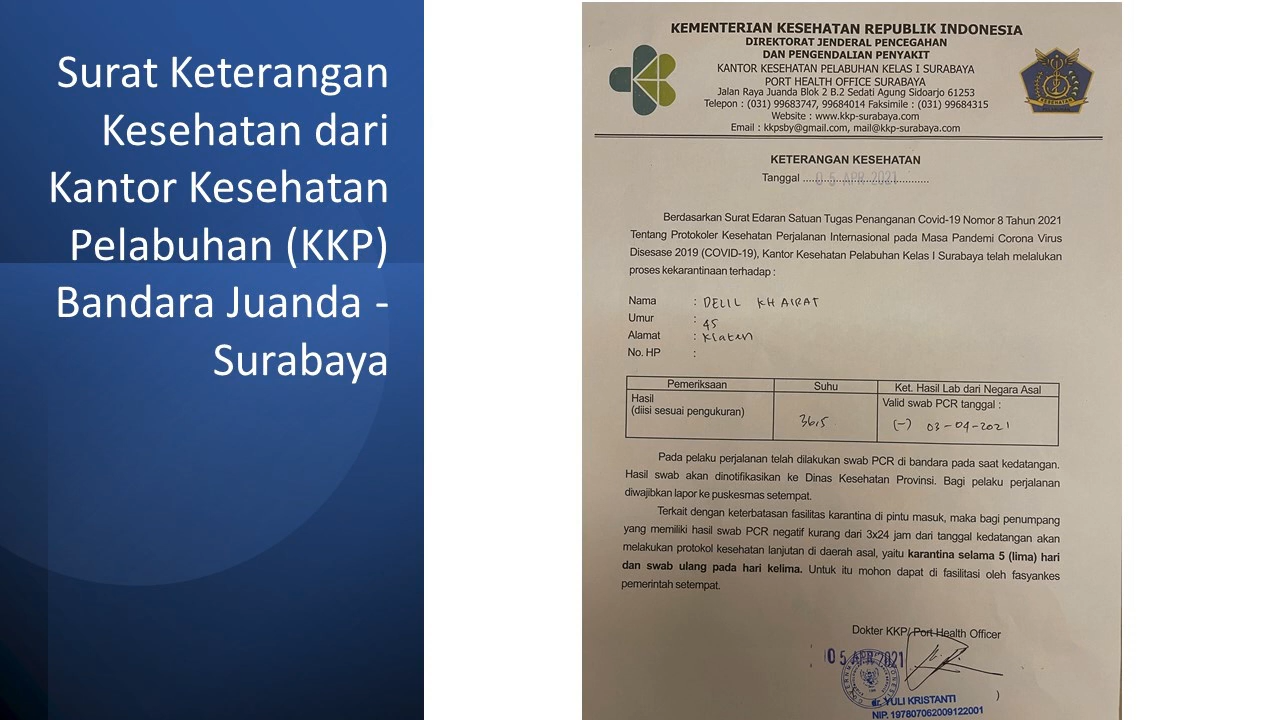 Surat Keterangan
Kesehatan dari
Kantor Kesehatan
Pelabuhan (KKP)
Bandara Juanda -
Surabaya
KEMENTERIAN KESEHATAN REPUBLIK INDONESIA
DIREKTORAT JENDERAL PENCEGAHAN
DAN PENGENDALIAN PENYAKIT
KANTOR KESEHATAN PELABUHAN KELAS I SURABAYA
PORT HEALTH OFFICE SURABAYA
Jalan Raya Juanda Blok 2 B.2 Sedati Agung Sidoarjo 61253
Telepon : (031) 99683747, 99684014 Faksimile : (031) 99684315
Website : www.kkp-surabaya.com
Email : kkpsby@gmail.com, mail@kkp-surabaya.com
KETERANGAN KESEHATAN
Tanggal ... 05 APR 2021
Berdasarkan Surat Edaran Satuan Tugas Penanganan Covid-19 Nomor 8 Tahun 2021
Tentang Protokoler Kesehatan Perjalanan Internasional pada Masa Pandemi Corona Virus
Disesase 2019 (COVID-19), Kantor Kesehatan Pelabuhan Kelas I Surabaya telah melalukan
proses kekarantinaan terhadap :
Nama : DELIL KHAIRAT
Umur : 45
Alamat : Klaten
No. HP :
Pemeriksaan Suhu Ket. Hasil Lab dari Negara Asal
Hasil Valid swab PCR tanggal :
(diisi sesuai pengukuran) 36,5 (-) 03-04-2021
Pada pelaku perjalanan telah dilakukan swab PCR di bandara pada saat kedatangan.
Hasil swab akan dinotifikasikan ke Dinas Kesehatan Provinsi. Bagi pelaku perjalanan
diwajibkan lapor ke puskesmas setempat.
Terkait dengan keterbatasan fasilitas karantina di pintu masuk, maka bagi penumpang
yang memiliki hasil swab PCR negatif kurang dari 3x24 jam dari tanggal kedatangan akan
melakukan protokol kesehatan lanjutan di daerah asal, yaitu karantina selama 5 (lima) hari
dan swab ulang pada hari kelima. Untuk itu mohon dapat di fasilitasi oleh fasyankes
pemerintah setempat.
Dokter KKP/ Port Health Officer
05 APR 2021
dr. YULI KRISTANTI
NIP. 197807062009122001